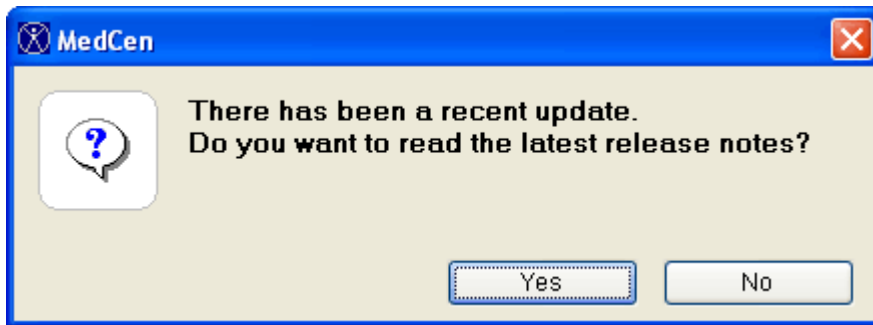 MedCen
There has been a recent update.
Do you want to read the latest release notes?
?
Yes
No